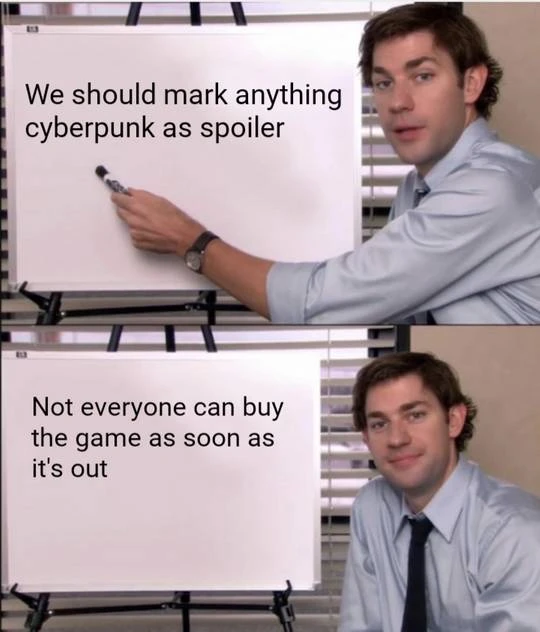 We should mark anything
cyberpunk as spoiler
Not everyone can buy
the game as soon as
it's out